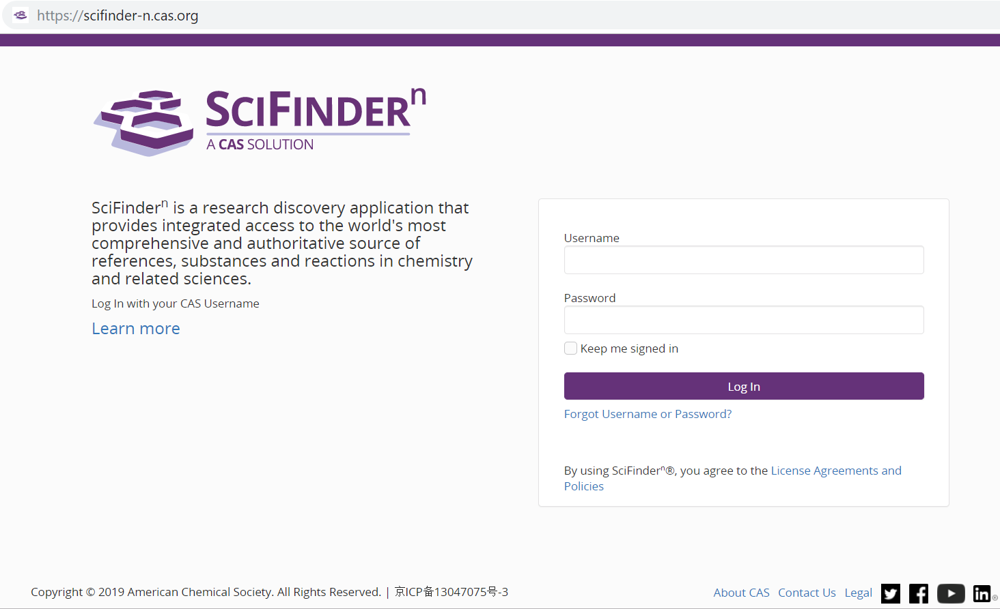 https://scifinder-n.cas.org
SCIFINDERⁿ
A CAS SOLUTION
SciFinderⁿ is a research discovery application that
provides integrated access to the world's most
comprehensive and authoritative source of
references, substances and reactions in chemistry
and related sciences.
Log In with your CAS Username
Learn more
Username
Password
Keep me signed in
Log In
Forgot Username or Password?
By using SciFinderⁿ®, you agree to the License Agreements and
Policies
Copyright © 2019 American Chemical Society. All Rights Reserved. | 京ICP备13047075号-3
About CAS Contact Us Legal in ®